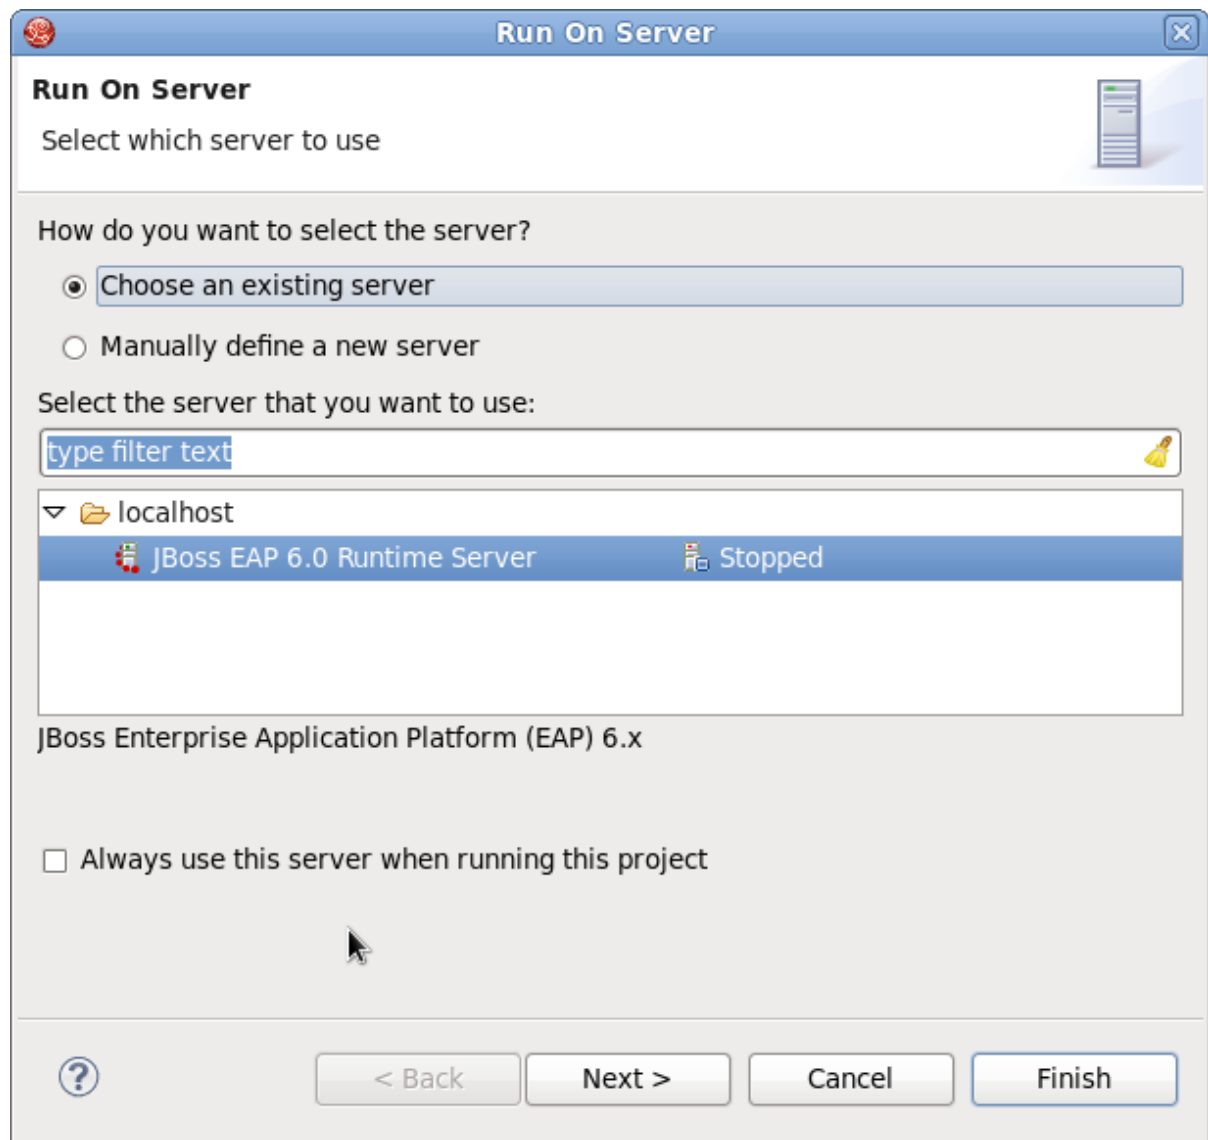 Run On Server
Run On Server
Select which server to use
How do you want to select the server?
Choose an existing server
Manually define a new server
Select the server that you want to use:
type filter text
localhost
JBoss EAP 6.0 Runtime Server Stopped
JBoss Enterprise Application Platform (EAP) 6.x
Always use this server when running this project
? < Back Next > Cancel Finish